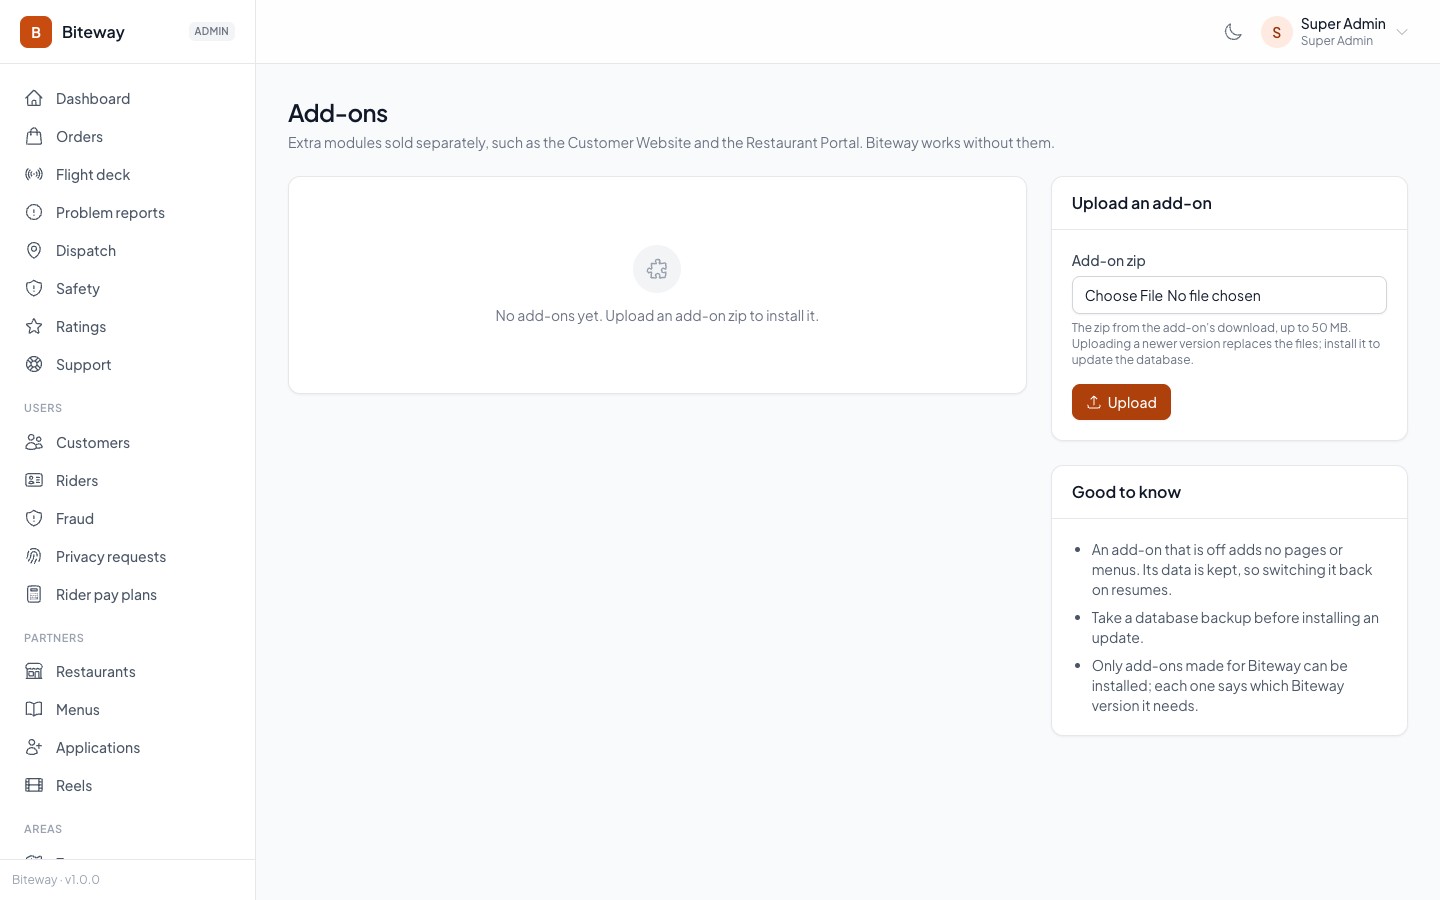 B Biteway ADMIN
S Super Admin
Super Admin
Dashboard
Orders
Flight deck
Problem reports
Dispatch
Safety
Ratings
Support
USERS
Customers
Riders
Fraud
Privacy requests
Rider pay plans
PARTNERS
Restaurants
Menus
Applications
Reels
AREAS
Biteway · v1.0.0
Add-ons
Extra modules sold separately, such as the Customer Website and the Restaurant Portal. Biteway works without them.
No add-ons yet. Upload an add-on zip to install it.
Upload an add-on
Add-on zip
Choose File No file chosen
The zip from the add-on's download, up to 50 MB.
Uploading a newer version replaces the files; install it to
update the database.
Upload
Good to know
• An add-on that is off adds no pages or
menus. Its data is kept, so switching it back
on resumes.
• Take a database backup before installing an
update.
• Only add-ons made for Biteway can be
installed; each one says which Biteway
version it needs.